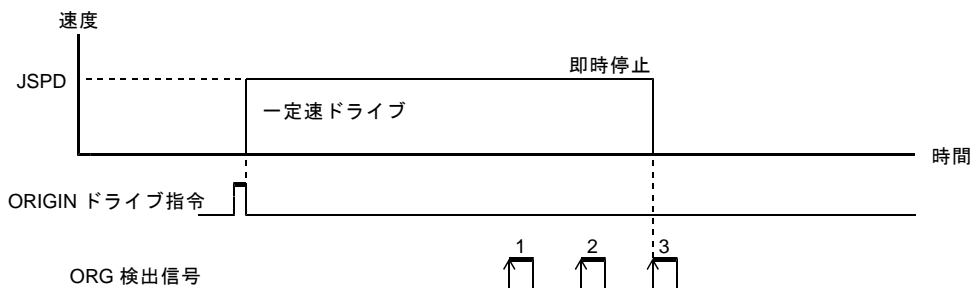 速度
JSPD
即時停止
一定速ドライブ
時間
ORIGIN ドライブ指令
1 2 3
ORG 検出信号